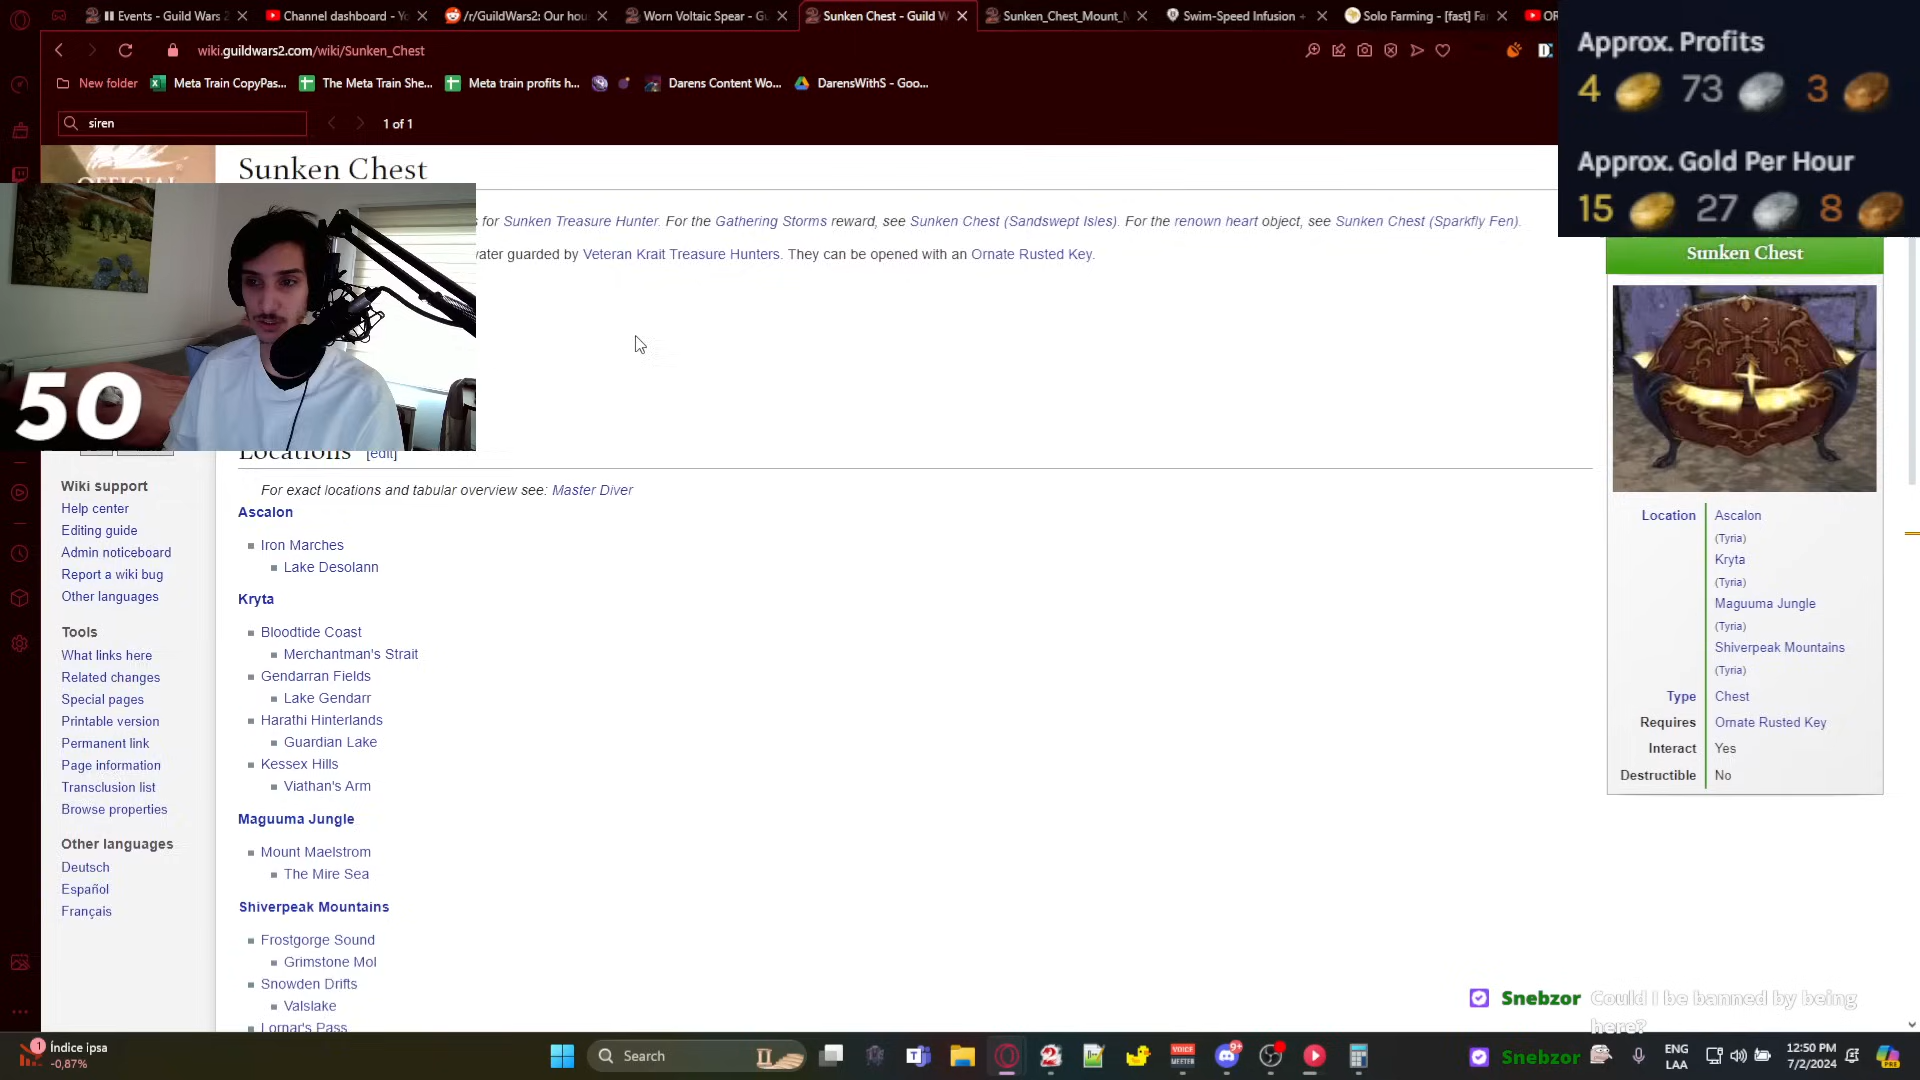 Events - Guild Wars 2
Channel dashboard - Yo
/r/GuildWars2: Our hou
Worn Voltaic Spear - Gu
Sunken Chest - Guild W
Sunken_Chest_Mount_M
Swim-Speed Infusion +
Solo Farming - [fast] Fa
wiki.guildwars2.com/wiki/Sunken_Chest
New folder
Meta Train CopyPas...
The Meta Train She...
Meta train profits h...
Darens Content Wo...
DarensWithS - Goo...
siren
1 of 1
Approx. Profits
4 73 3
Approx. Gold Per Hour
15 27 8
OFFICIAL
Sunken Chest
s for Sunken Treasure Hunter. For the Gathering Storms reward, see Sunken Chest (Sandswept Isles). For the renown heart object, see Sunken Chest (Sparkfly Fen).
vater guarded by Veteran Krait Treasure Hunters. They can be opened with an Ornate Rusted Key.
50
Locations [edit]
For exact locations and tabular overview see: Master Diver
Ascalon
Iron Marches
Lake Desolann
Kryta
Bloodtide Coast
Merchantman's Strait
Gendarran Fields
Lake Gendarr
Harathi Hinterlands
Guardian Lake
Kessex Hills
Viathan's Arm
Maguuma Jungle
Mount Maelstrom
The Mire Sea
Shiverpeak Mountains
Frostgorge Sound
Grimstone Mol
Snowden Drifts
Valslake
Lornar's Pass
Wiki support
Help center
Editing guide
Admin noticeboard
Report a wiki bug
Other languages
Tools
What links here
Related changes
Special pages
Printable version
Permanent link
Page information
Transclusion list
Browse properties
Other languages
Deutsch
Español
Français
Sunken Chest
Location Ascalon
(Tyria)
Kryta
(Tyria)
Maguuma Jungle
(Tyria)
Shiverpeak Mountains
(Tyria)
Type Chest
Requires Ornate Rusted Key
Interact Yes
Destructible No
Snebzor Could I be banned by being
here?
Snebzor
1
Índice ipsa
-0,87%
Search
VOICE
MEETER
9+
ENG
LAA
12:50 PM
7/2/2024
PRE